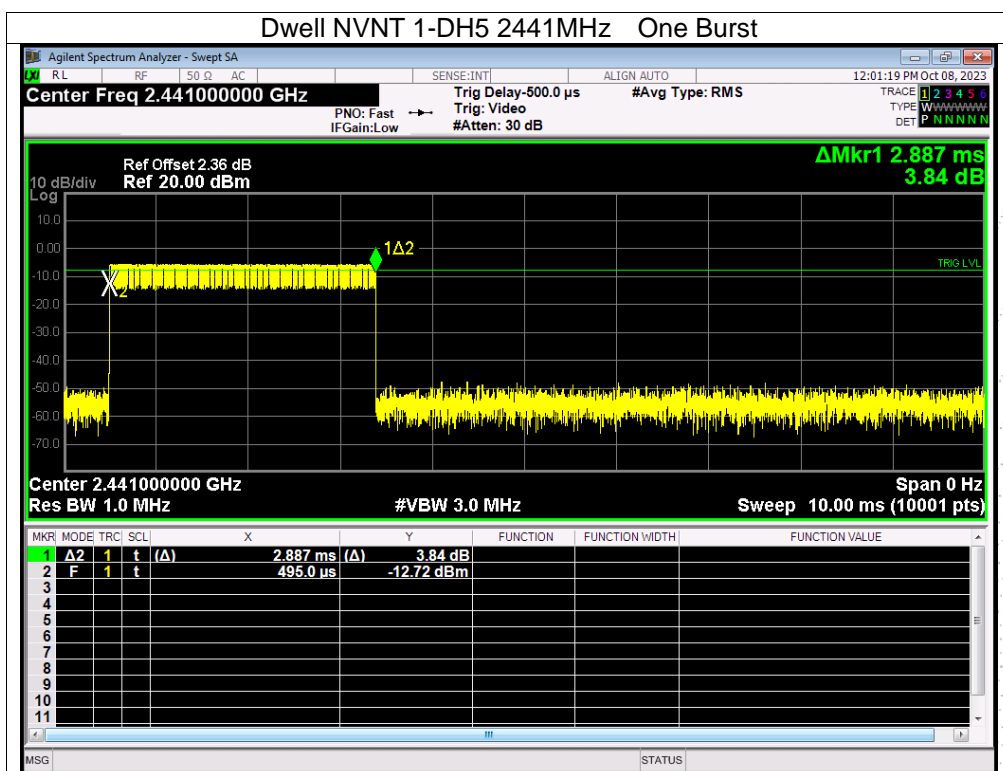 Dwell NVNT 1-DH5 2441MHz One Burst
Agilent Spectrum Analyzer - Swept SA
LXI RL RF 50 Ω AC SENSE:INT ALIGN AUTO 12:01:19 PM Oct 08, 2023
Center Freq 2.441000000 GHz
PNO: Fast
IFGain:Low
Trig Delay-500.0 µs
Trig: Video
#Atten: 30 dB
#Avg Type: RMS
TRACE 1 2 3 4 5 6
TYPE WWWWWW
DET P N N N N N
Ref Offset 2.36 dB
10 dB/div Ref 20.00 dBm
Log
ΔMkr1 2.887 ms
3.84 dB
10.0
0.00
-10.0
-20.0
-30.0
-40.0
-50.0
-60.0
-70.0
1Δ2
X2
TRIG LVL
Center 2.441000000 GHz Span 0 Hz
Res BW 1.0 MHz #VBW 3.0 MHz Sweep 10.00 ms (10001 pts)
MKR MODE TRC SCL X Y FUNCTION FUNCTION WIDTH FUNCTION VALUE
1 Δ2 1 t (Δ) 2.887 ms (Δ) 3.84 dB
2 F 1 t 495.0 µs -12.72 dBm
3
4
5
6
7
8
9
10
11
MSG STATUS